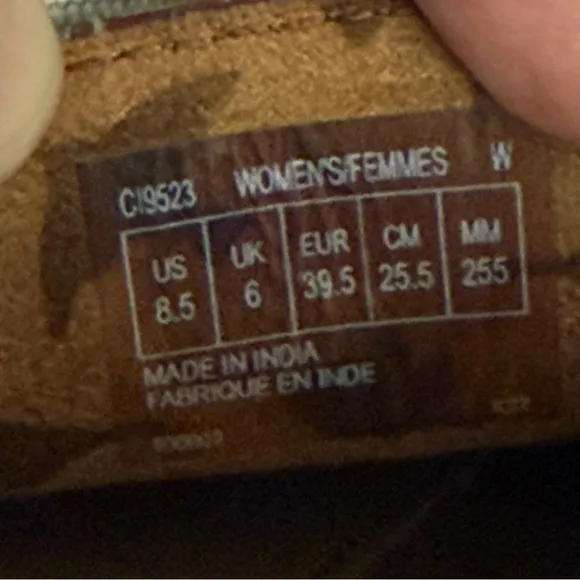 CI9523 WOMEN'S/FEMMES W
US UK EUR CM MM
8.5 6 39.5 25.5 255
MADE IN INDIA
FABRIQUE EN INDE